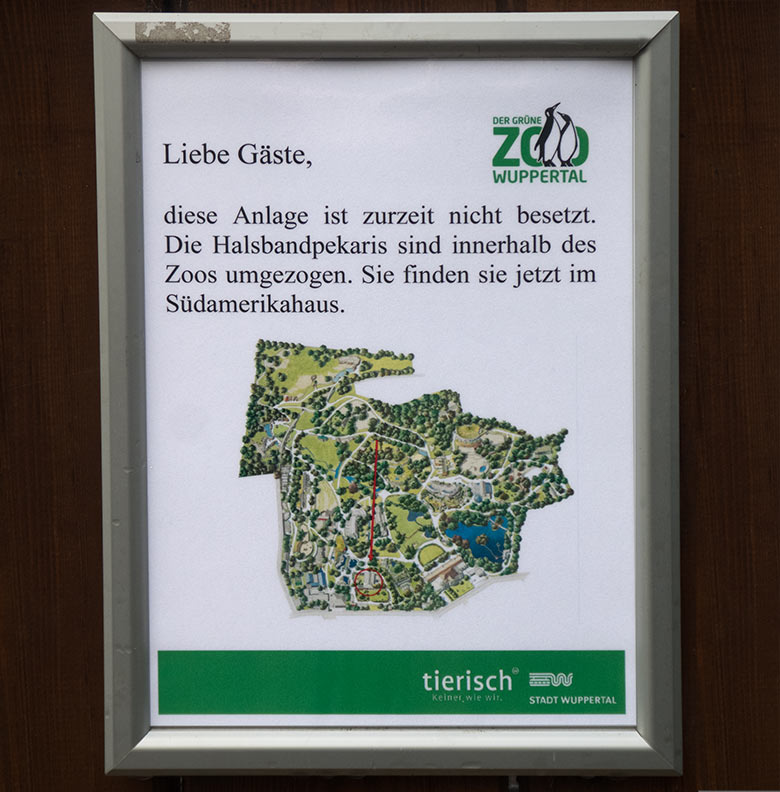 DER GRÜNE
ZOO
WUPPERTAL
Liebe Gäste,
diese Anlage ist zurzeit nicht besetzt.
Die Halsbandpekaris sind innerhalb des
Zoos umgezogen. Sie finden sie jetzt im
Südamerikahaus.
tierisch
Keiner wie wir.
STADT WUPPERTAL